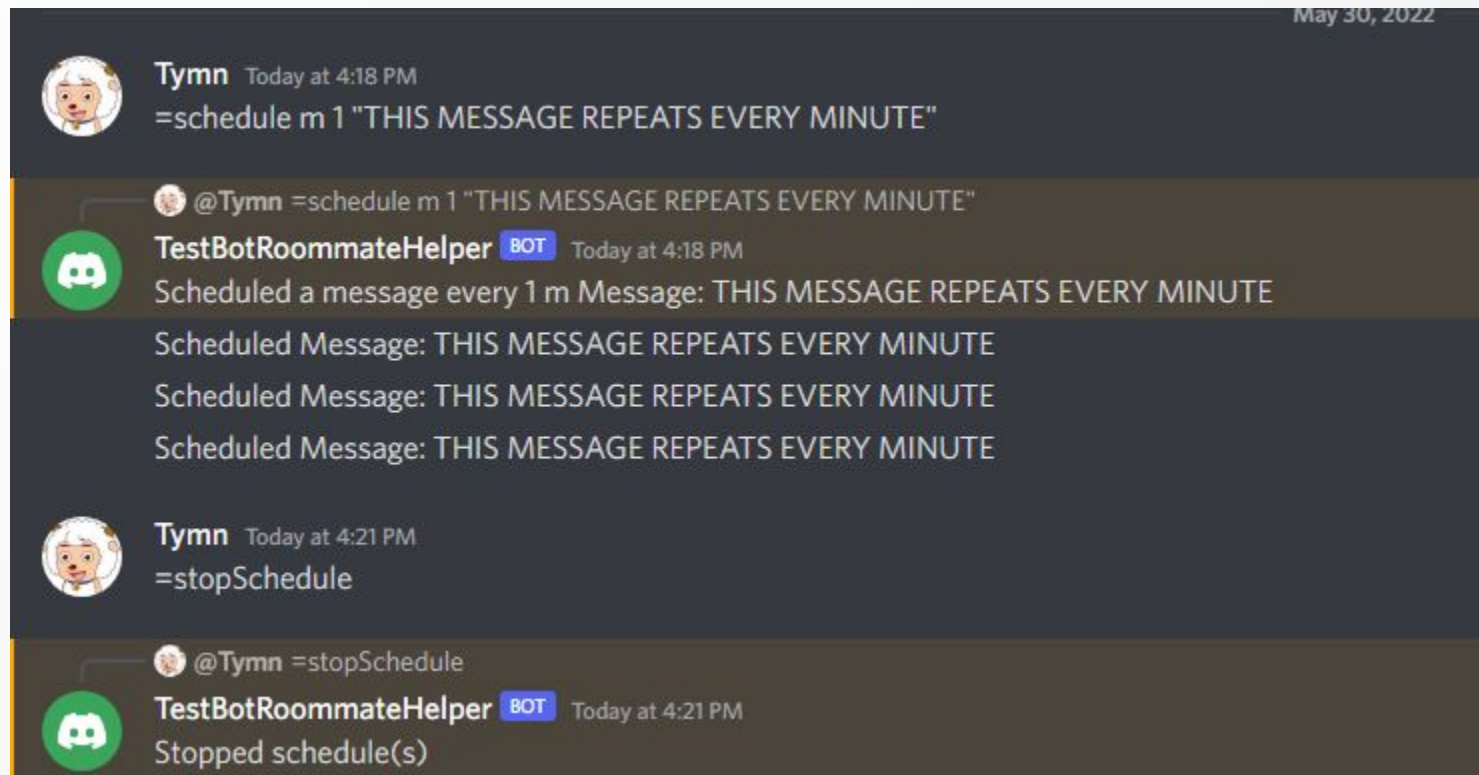 May 30, 2022
Tymn Today at 4:18 PM
=schedule m 1 "THIS MESSAGE REPEATS EVERY MINUTE"
@Tymn =schedule m 1 "THIS MESSAGE REPEATS EVERY MINUTE"
TestBotRoommateHelper BOT Today at 4:18 PM
Scheduled a message every 1 m Message: THIS MESSAGE REPEATS EVERY MINUTE
Scheduled Message: THIS MESSAGE REPEATS EVERY MINUTE
Scheduled Message: THIS MESSAGE REPEATS EVERY MINUTE
Scheduled Message: THIS MESSAGE REPEATS EVERY MINUTE
Tymn Today at 4:21 PM
=stopSchedule
@Tymn =stopSchedule
TestBotRoommateHelper BOT Today at 4:21 PM
Stopped schedule(s)